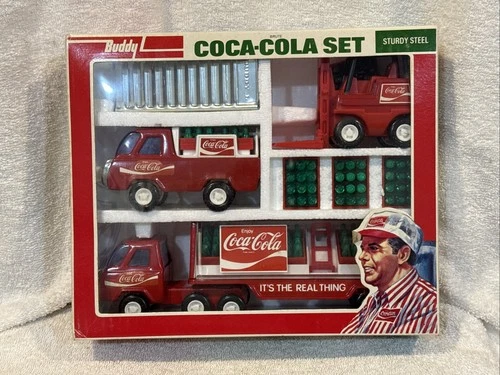 Buddy L
COCA-COLA SET
STURDY STEEL
Coca-Cola
Coca-Cola
Coca-Cola
Enjoy
Coca-Cola
Coca-Cola
IT'S THE REAL THING
Buddy L